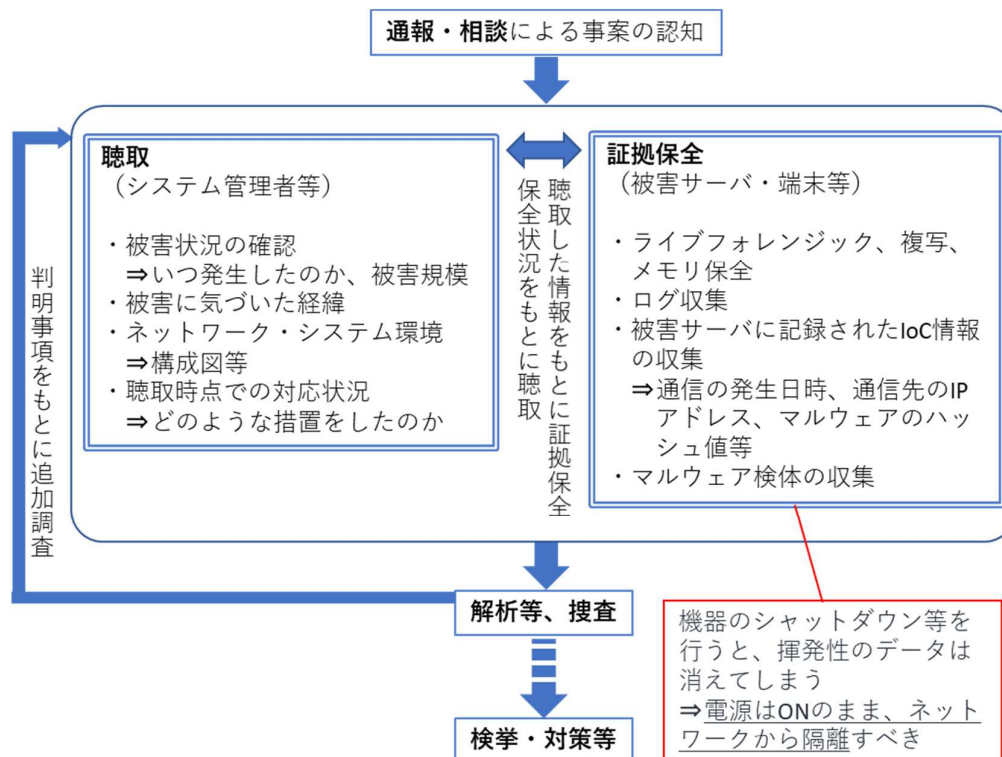 通報・相談による事案の認知
聴取
（システム管理者等）
・被害状況の確認
⇒いつ発生したのか、被害規模
・被害に気づいた経緯
・ネットワーク・システム環境
⇒構成図等
・聴取時点での対応状況
⇒どのような措置をしたのか
聴取した情報をもとに証拠保全
保全状況をもとに聴取
証拠保全
（被害サーバ・端末等）
・ライブフォレンジック、複写、
メモリ保全
・ログ収集
・被害サーバに記録されたIoC情報
の収集
⇒通信の発生日時、通信先のIP
アドレス、マルウェアのハッ
シュ値等
・マルウェア検体の収集
判明事項をもとに追加調査
解析等、捜査
検挙・対策等
機器のシャットダウン等を
行うと、揮発性のデータは
消えてしまう
⇒電源はONのまま、ネット
ワークから隔離すべき